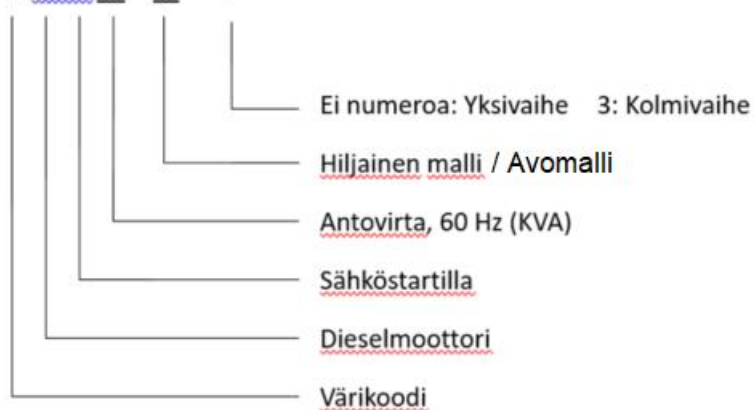 Ei numeroa: Yksivaihe 3: Kolmivaihe
Hiljainen malli / Avomalli
Antovirta, 60 Hz (KVA)
Sähköstartilla
Dieselmoottori
Värikoodi